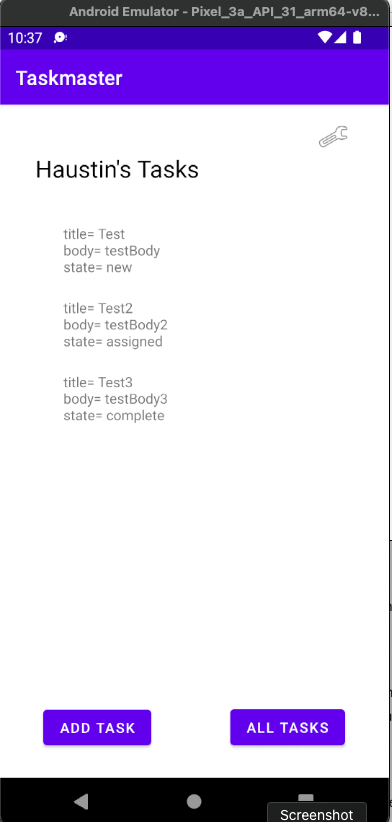 Android Emulator - Pixel_3a_API_31_arm64-v8...
10:37
Taskmaster
Haustin's Tasks
title= Test
body= testBody
state= new
title= Test2
body= testBody2
state= assigned
title= Test3
body= testBody3
state= complete
ADD TASK
ALL TASKS
Screenshot